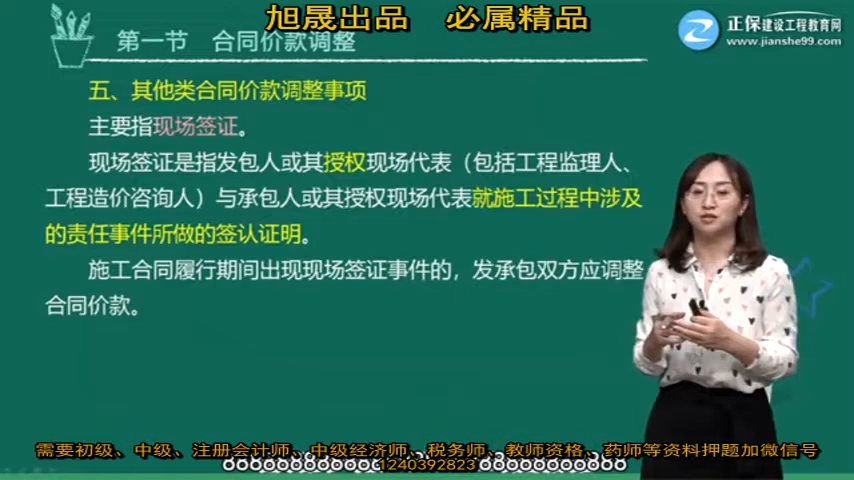 旭晟出品 必属精品
正保建设工程教育网
www.jianshe99.com
第一节 合同价款调整
五、其他类合同价款调整事项
主要指现场签证。
现场签证是指发包人或其授权现场代表（包括工程监理人、
工程造价咨询人）与承包人或其授权现场代表就施工过程中涉及
的责任事件所做的签认证明。
施工合同履行期间出现现场签证事件的，发承包双方应调整
合同价款。
需要初级、中级、注册会计师、中级经济师、税务师、教师资格、药师等资料押题加微信号
1240392823